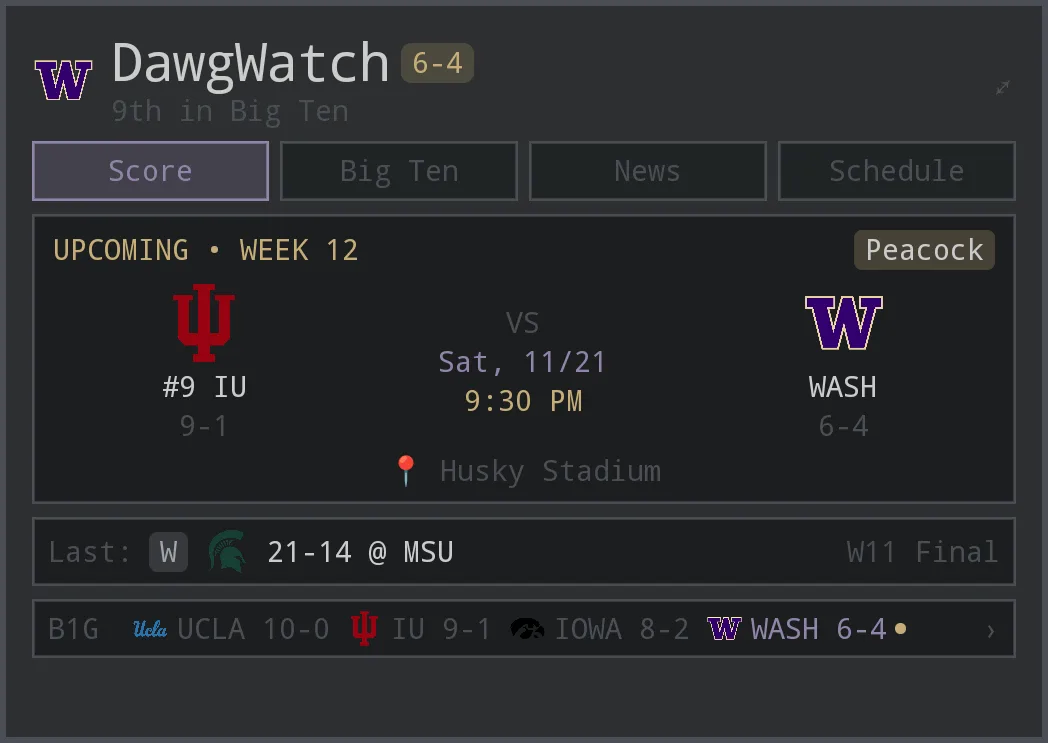 DawgWatch 6-4
9th in Big Ten
Score Big Ten News Schedule
UPCOMING • WEEK 12 Peacock
VS
Sat, 11/21
9:30 PM
#9 IU
9-1
WASH
6-4
Husky Stadium
Last: W 21-14 @ MSU W11 Final
B1G Ucla UCLA 10-0 IU 9-1 IOWA 8-2 W WASH 6-4 ›